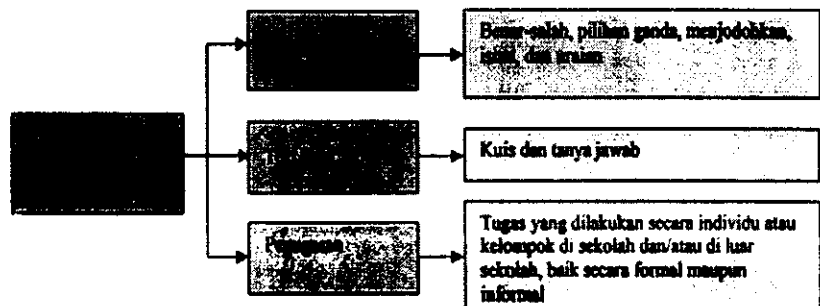 Benar-salah, pilihan ganda, menjodohkan,
isian, dan uraian
Kuis dan tanya jawab
Penugasan
Tugas yang dilakukan secara individu atau
kelompok di sekolah dan/atau di luar
sekolah, baik secara formal maupun
informal